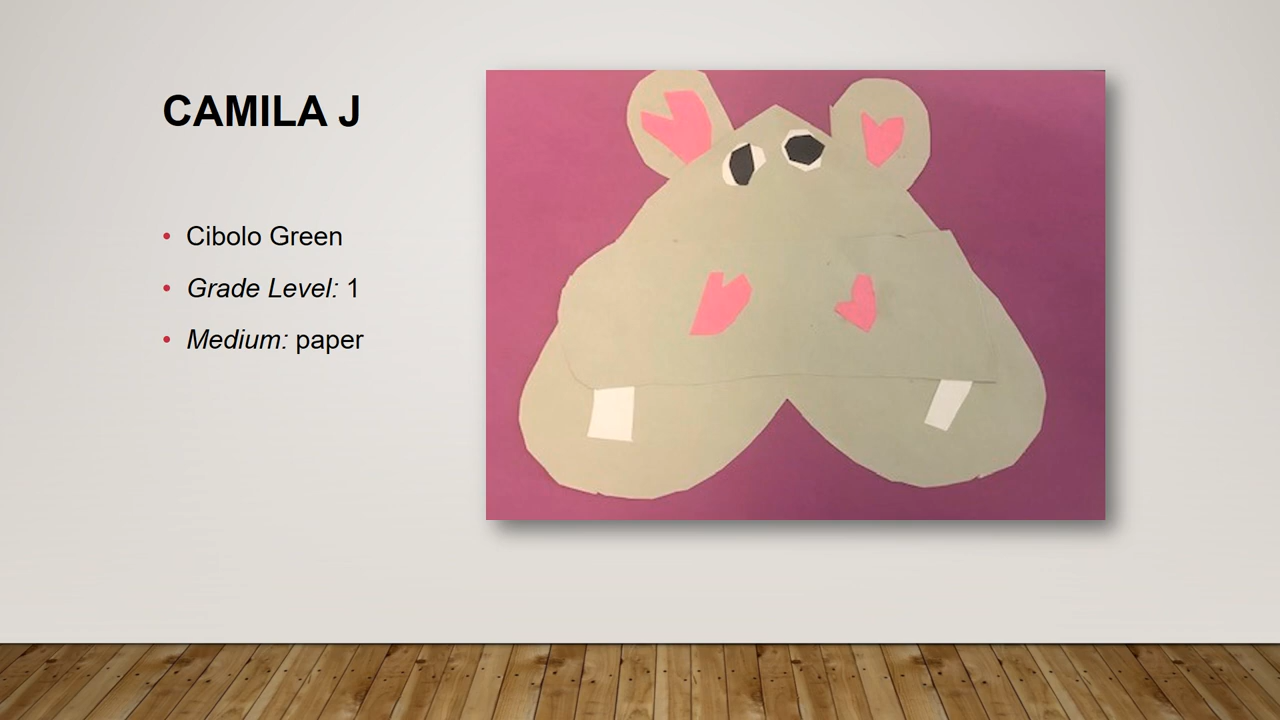 CAMILA J
• Cibolo Green
• Grade Level: 1
• Medium: paper